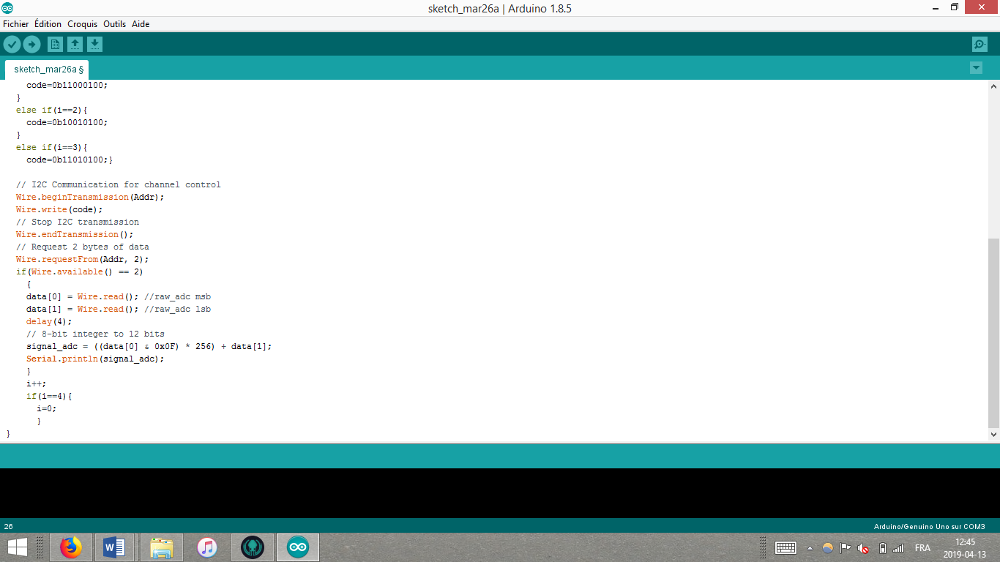 sketch_mar26a | Arduino 1.8.5
Fichier Édition Croquis Outils Aide
sketch_mar26a §
code=0b11000100;
}
else if(i==2){
code=0b10010100;
}
else if(i==3){
code=0b11010100;}
// I2C Communication for channel control
Wire.beginTransmission(Addr);
Wire.write(code);
// Stop I2C transmission
Wire.endTransmission();
// Request 2 bytes of data
Wire.requestFrom(Addr, 2);
if(Wire.available() == 2)
{
data[0] = Wire.read(); //raw_adc msb
data[1] = Wire.read(); //raw_adc lsb
delay(4);
// 8-bit integer to 12 bits
signal_adc = ((data[0] & 0x0F) * 256) + data[1];
Serial.println(signal_adc);
}
i++;
if(i==4){
i=0;
}
}
26
Arduino/Genuino Uno sur COM3
FRA
12:45
2019-04-13